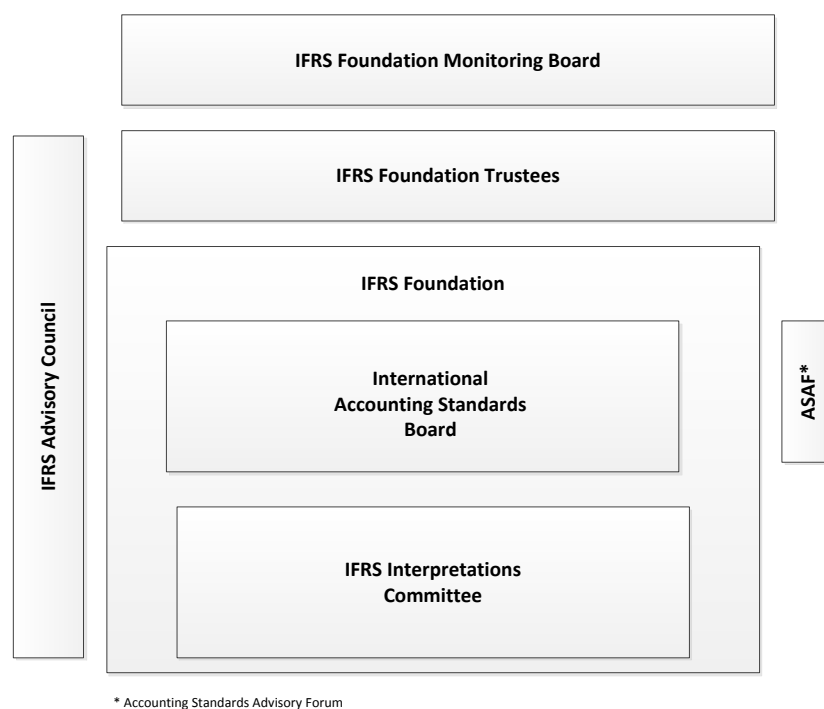 IFRS Foundation Monitoring Board
IFRS Foundation Trustees
IFRS Advisory Council
IFRS Foundation
International
Accounting Standards
Board
ASAF*
IFRS Interpretations
Committee
* Accounting Standards Advisory Forum